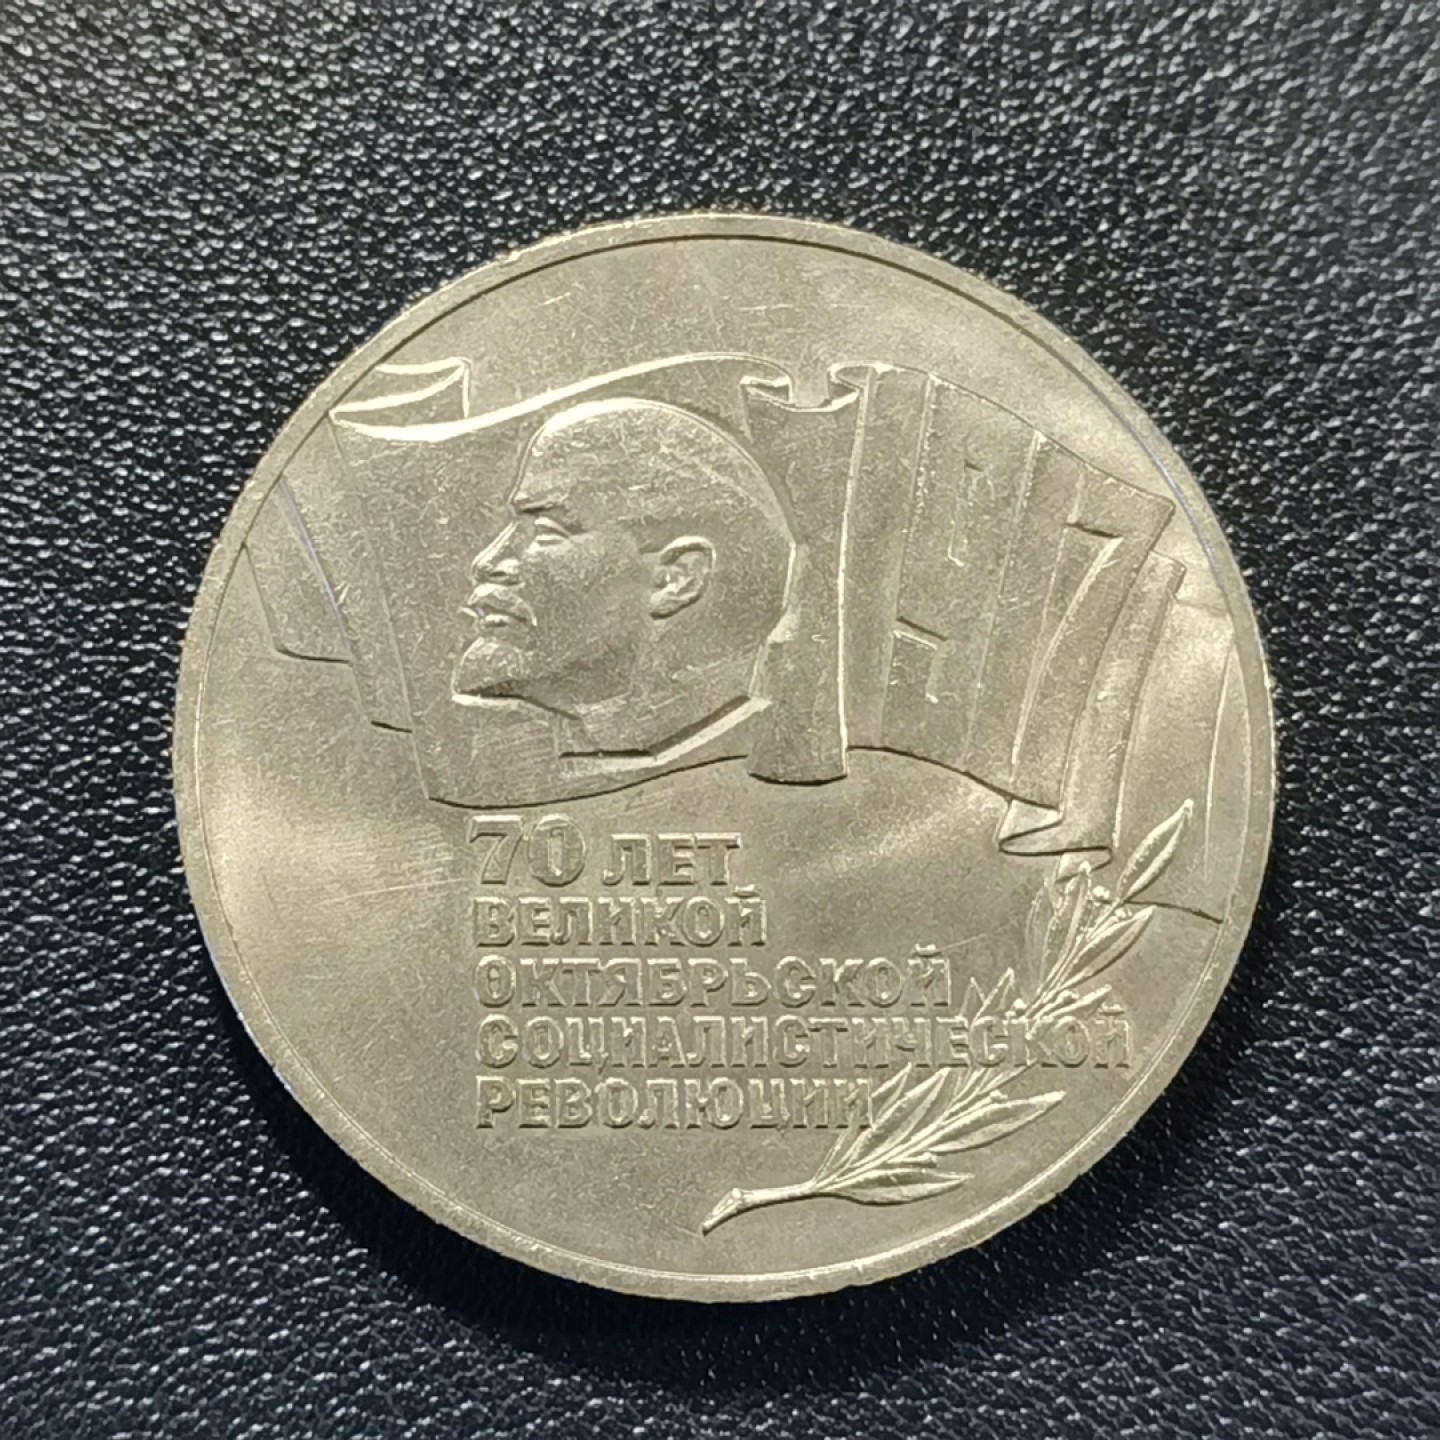 1917
70 ЛЕТ
ВЕЛИКОЙ
ОКТЯБРЬСКОЙ
СОЦИАЛИСТИЧЕСКОЙ
РЕВОЛЮЦИИ